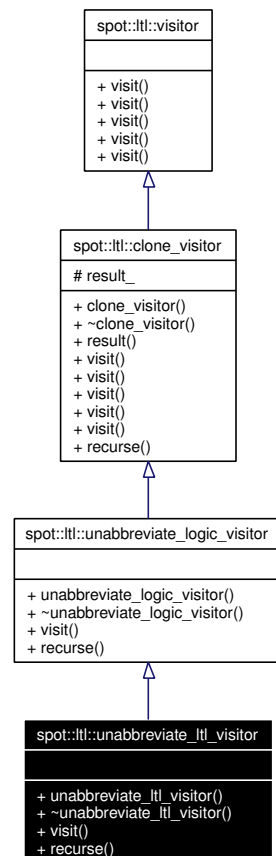 spot::ltl::visitor
+ visit()
+ visit()
+ visit()
+ visit()
+ visit()
spot::ltl::clone_visitor
# result_
+ clone_visitor()
+ ~clone_visitor()
+ result()
+ visit()
+ visit()
+ visit()
+ visit()
+ visit()
+ recurse()
spot::ltl::unabbreviate_logic_visitor
+ unabbreviate_logic_visitor()
+ ~unabbreviate_logic_visitor()
+ visit()
+ recurse()
spot::ltl::unabbreviate_ltl_visitor
+ unabbreviate_ltl_visitor()
+ ~unabbreviate_ltl_visitor()
+ visit()
+ recurse()